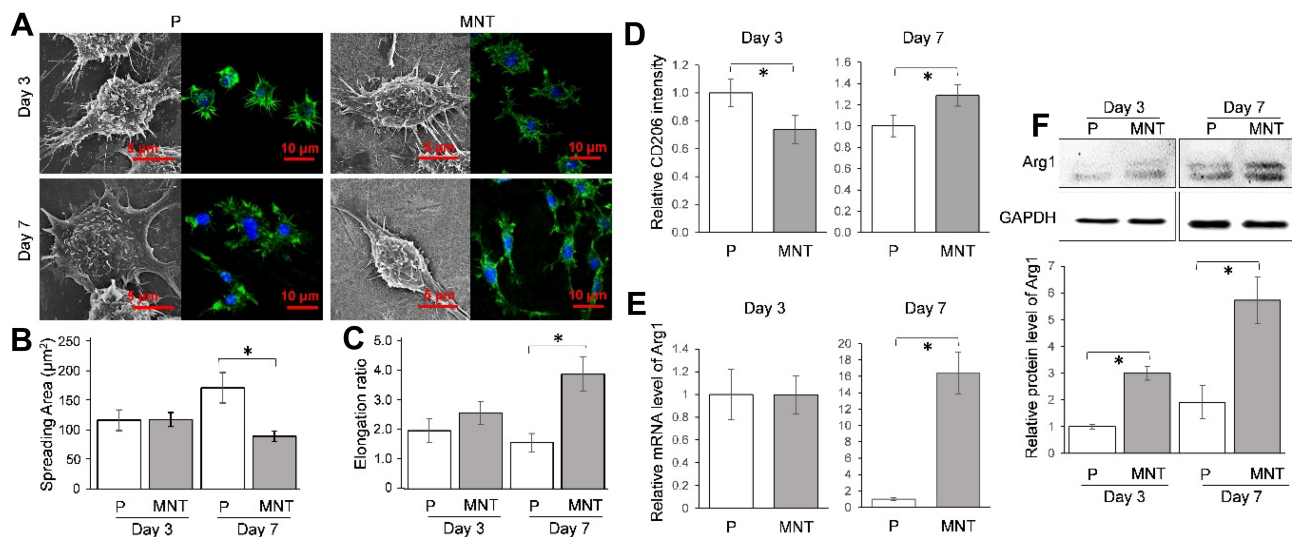 A
P
MNT
Day 3
5 µm
10 µm
5 µm
10 µm
Day 7
5 µm
10 µm
5 µm
10 µm
B
Spreading Area (µm²)
250
200
150
100
50
0
*
P
MNT
P
MNT
Day 3
Day 7
C
Elongation ratio
5.0
4.0
3.0
2.0
1.0
0.0
*
P
MNT
P
MNT
Day 3
Day 7
D
Day 3
Relative CD206 intensity
1.2
1.0
0.8
0.6
0.4
0.2
0.0
*
P
MNT
Day 7
1.6
1.4
1.2
1.0
0.8
0.6
0.4
0.2
0.0
*
P
MNT
E
Day 3
Relative mRNA level of Arg1
1.4
1.2
1
0.8
0.6
0.4
0.2
0
P
MNT
Day 7
20
18
16
14
12
10
8
6
4
2
0
*
P
MNT
F
Day 3
Day 7
P
MNT
P
MNT
Arg1
GAPDH
Relative protein level of Arg1
7
6
5
4
3
2
1
0
*
*
P
MNT
P
MNT
Day 3
Day 7